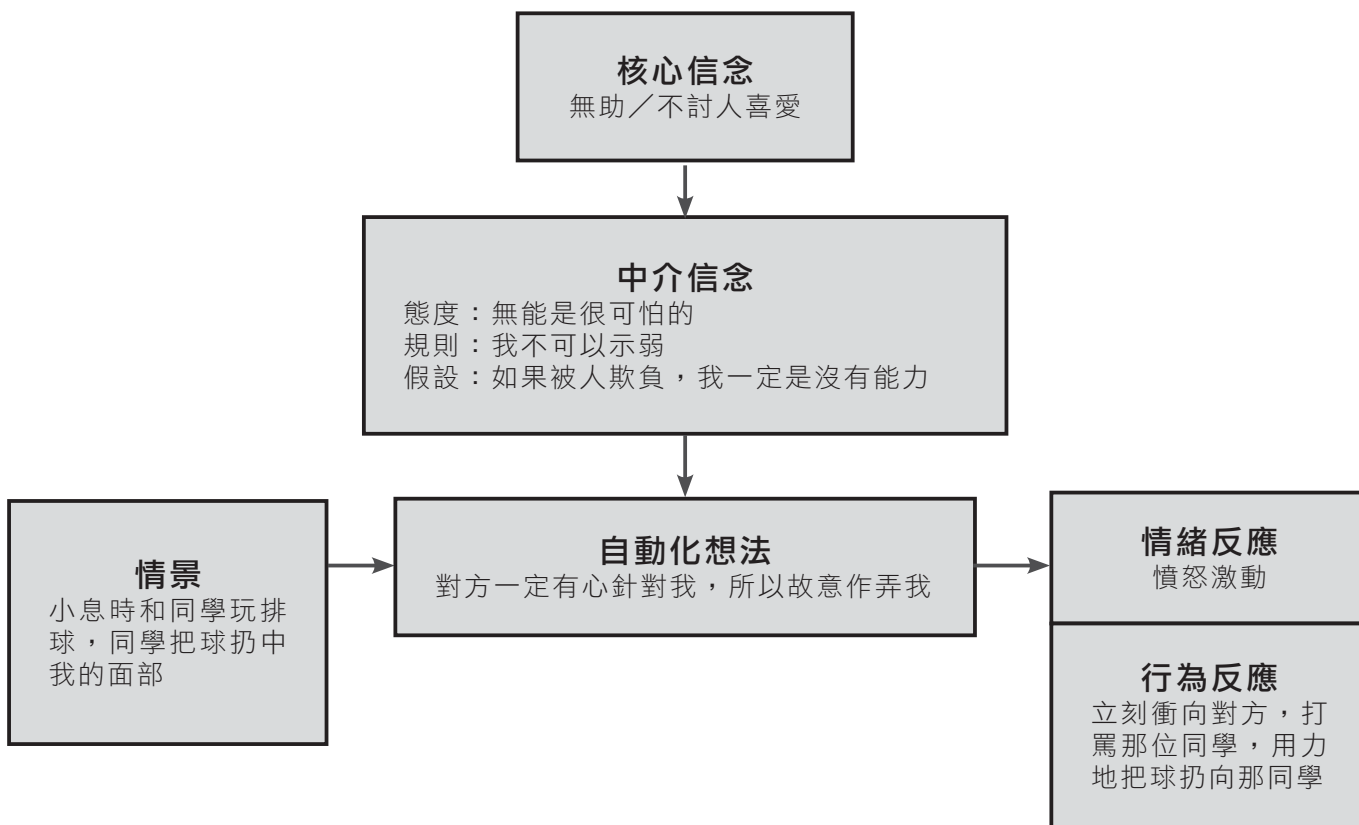 核心信念
無助／不討人喜愛
中介信念
態度：無能是很可怕的
規則：我不可以示弱
假設：如果被人欺負，我一定是沒有能力
情景
小息時和同學玩排
球，同學把球扔中
我的面部
自動化想法
對方一定有心針對我，所以故意作弄我
情緒反應
憤怒激動
行為反應
立刻衝向對方，打
罵那位同學，用力
地把球扔向那同學